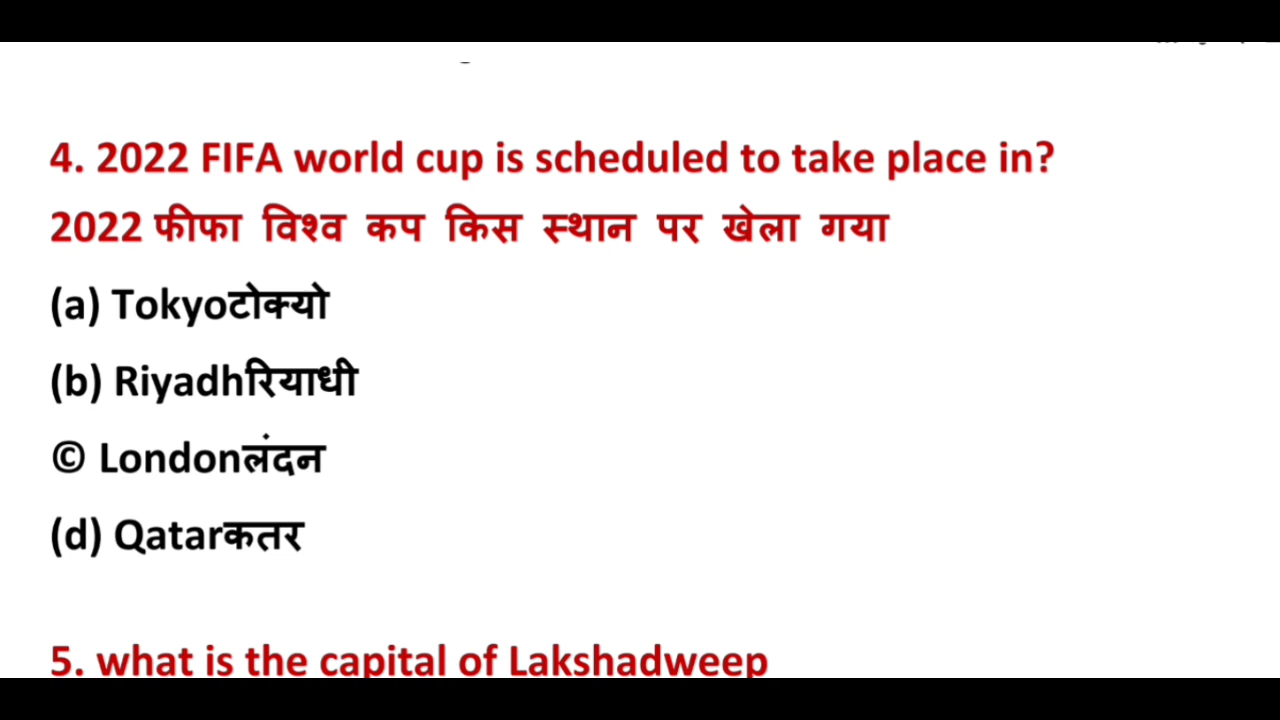 4. 2022 FIFA world cup is scheduled to take place in?
2022 फीफा विश्व कप किस स्थान पर खेला गया
(a) Tokyoटोक्यो
(b) Riyadhरियाधी
© Londonलंदन
(d) Qatarकतर
5. what is the capital of Lakshadweep